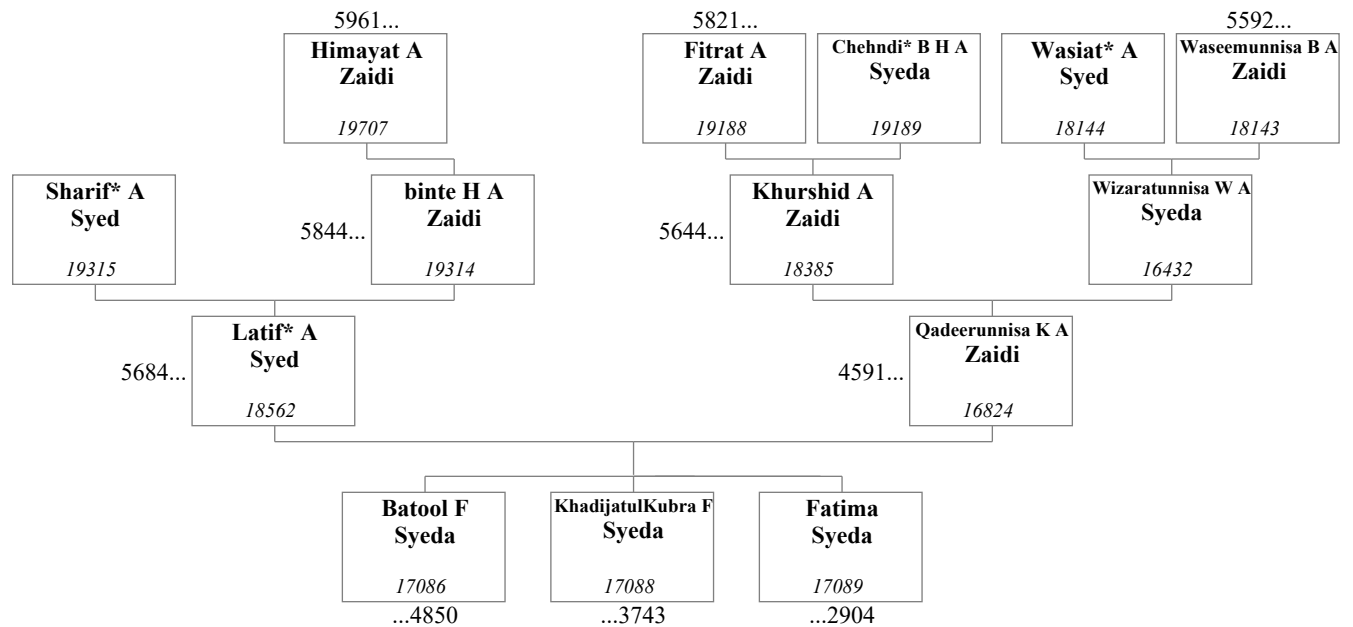 5961...
5821...
5592...
Himayat A
Zaidi
19707
Fitrat A
Zaidi
19188
Chehndi* B H A
Syeda
19189
Wasiat* A
Syed
18144
Waseemunnisa B A
Zaidi
18143
Sharif* A
Syed
19315
5844...
binte H A
Zaidi
19314
5644...
Khurshid A
Zaidi
18385
Wizaratunnisa W A
Syeda
16432
5684...
Latif* A
Syed
18562
4591...
Qadeerunnisa K A
Zaidi
16824
Batool F
Syeda
17086
...4850
KhadijatulKubra F
Syeda
17088
...3743
Fatima
Syeda
17089
...2904